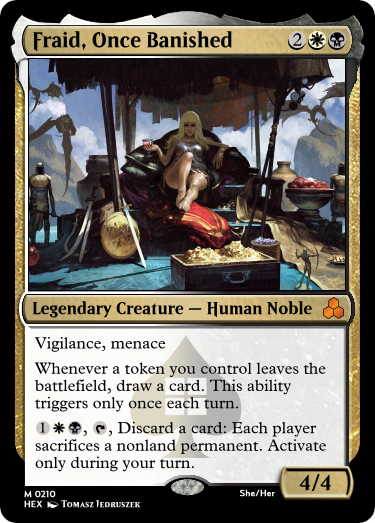 Fraid, Once Banished 2
Legendary Creature — Human Noble
Vigilance, menace
Whenever a token you control leaves the
battlefield, draw a card. This ability
triggers only once each turn.
1, , Discard a card: Each player
sacrifices a nonland permanent. Activate
only during your turn.
4/4
M 0210
HEX Tomasz Jedruszek
She/Her